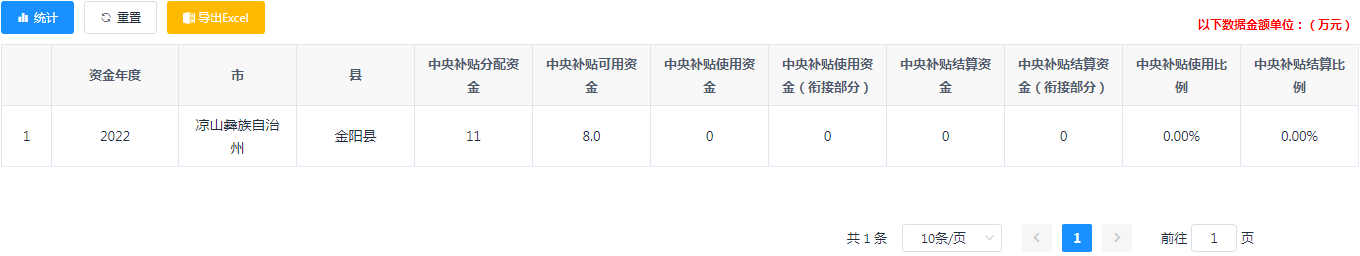 统计 重置 导出Excel
以下数据金额单位：（万元）
资金年度 市 县 中央补贴分配资金 中央补贴可用资金 中央补贴使用资金 中央补贴使用资金（衔接部分） 中央补贴结算资金 中央补贴结算资金（衔接部分） 中央补贴使用比例 中央补贴结算比例
1 2022 凉山彝族自治州 金阳县 11 8.0 0 0 0 0 0.00% 0.00%
共 1 条 10条/页 1 前往 1 页